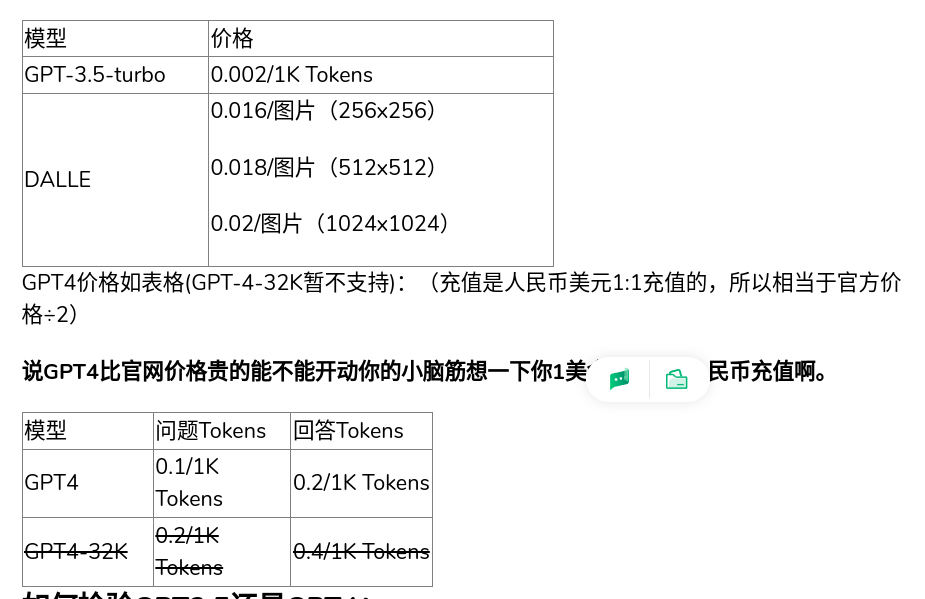 模型 价格
GPT-3.5-turbo 0.002/1K Tokens
DALLE
0.016/图片（256x256）
0.018/图片（512x512）
0.02/图片（1024x1024）
GPT4价格如表格(GPT-4-32K暂不支持)：（充值是人民币美元1:1充值的，所以相当于官方价
格÷2）
说GPT4比官网价格贵的能不能开动你的小脑筋想一下你1美 民币充值啊。
模型 问题Tokens 回答Tokens
GPT4 0.1/1K Tokens 0.2/1K Tokens
GPT4-32K 0.2/1K Tokens 0.4/1K Tokens